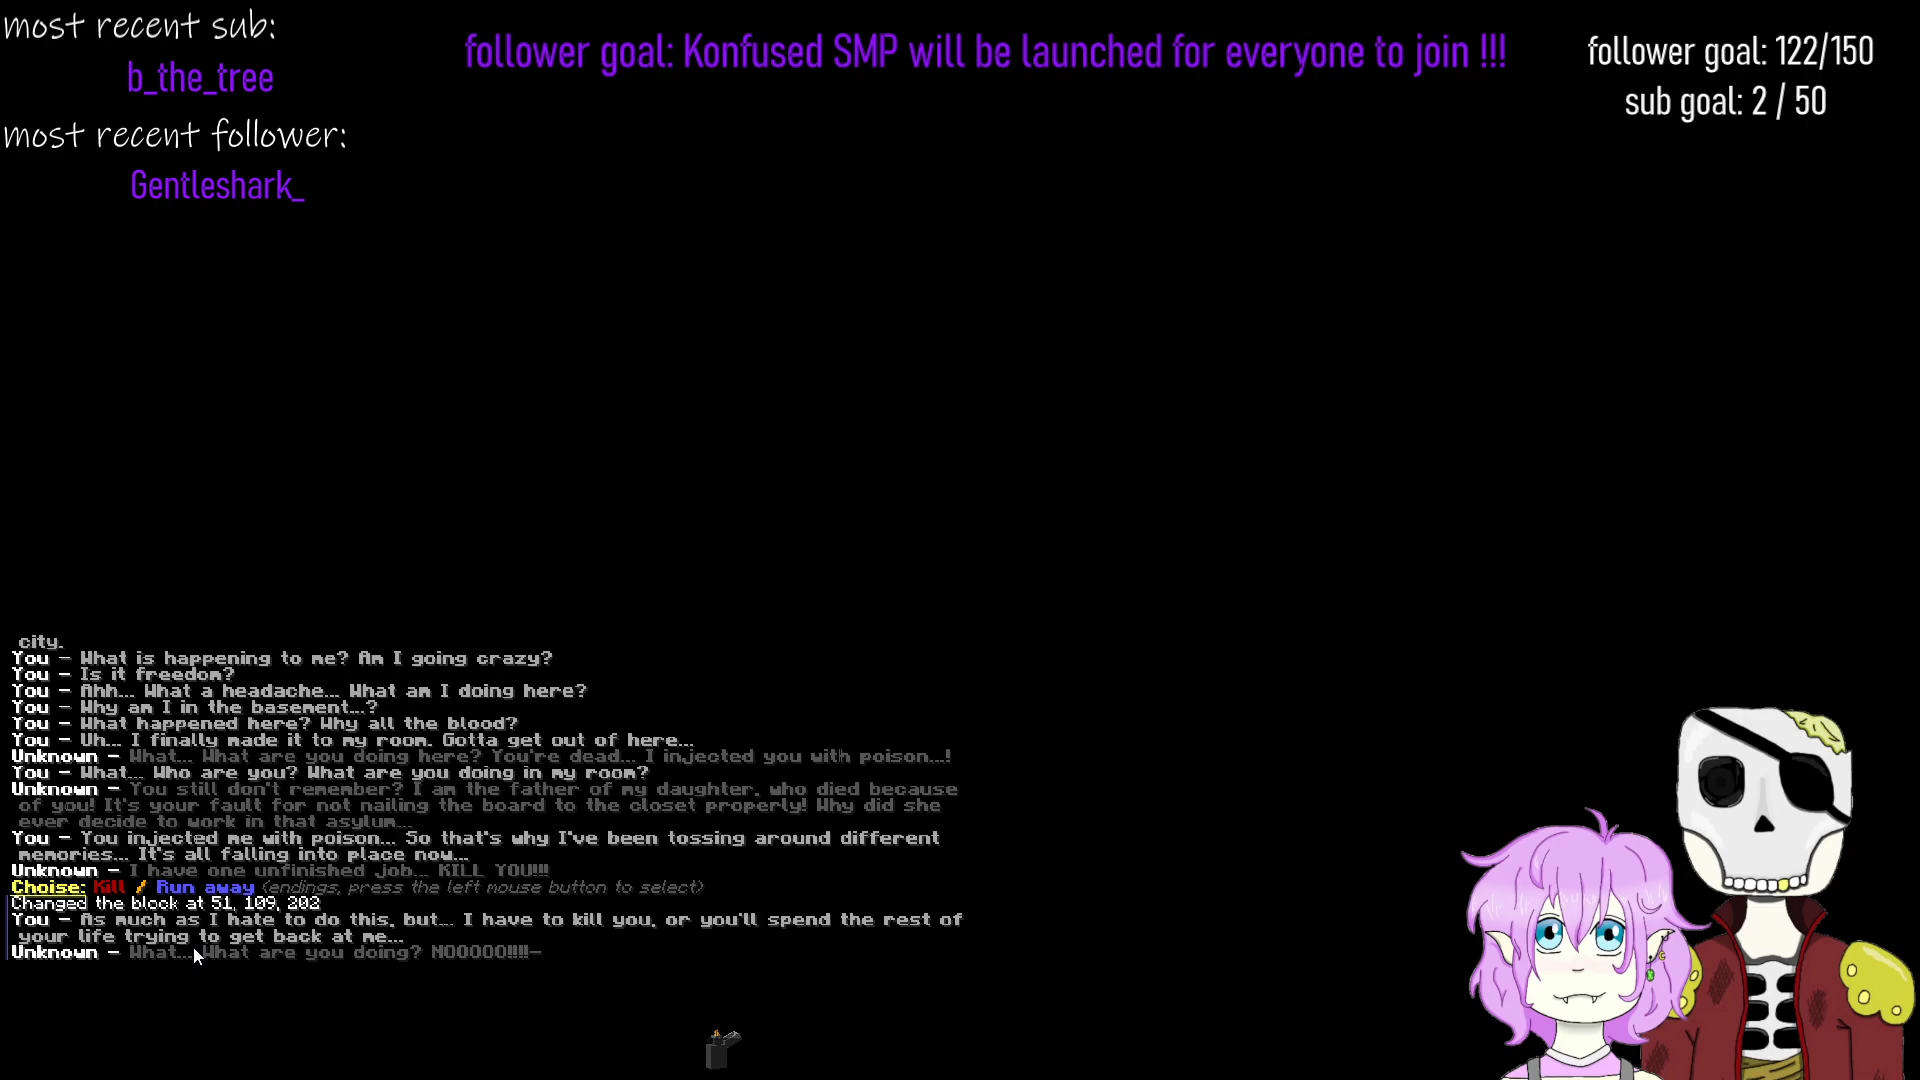 most recent sub:
b_the_tree
most recent follower:
Gentleshark_
follower goal: Konfused SMP will be launched for everyone to join !!!
follower goal: 122/150
sub goal: 2 / 50
city.
You - What is happening to me? Am I going crazy?
You - Is it freedom?
You - Ahh... What a headache... What am I doing here?
You - Why am I in the basement...?
You - What happened here? Why all the blood?
You - Uh... I finally made it to my room. Gotta get out of here...
Unknown - What... What are you doing here? You're dead... I injected you with poison...!
You - What... Who are you? What are you doing in my room?
Unknown - You still don't remember? I am the father of my daughter, who died because
of you! It's your fault for not nailing the board to the closet properly! Why did she
ever decide to work in that asylum...
You - You injected me with poison... So that's why I've been tossing around different
memories... It's all falling into place now...
Unknown - I have one unfinished job... KILL YOU!!!
Choise: Kill / Run away (endings, press the left mouse button to select)
Changed the block at 51, 109, 202
You - As much as I hate to do this, but... I have to kill you, or you'll spend the rest of
your life trying to get back at me...
Unknown - What... What are you doing? NOOOOO!!!!-